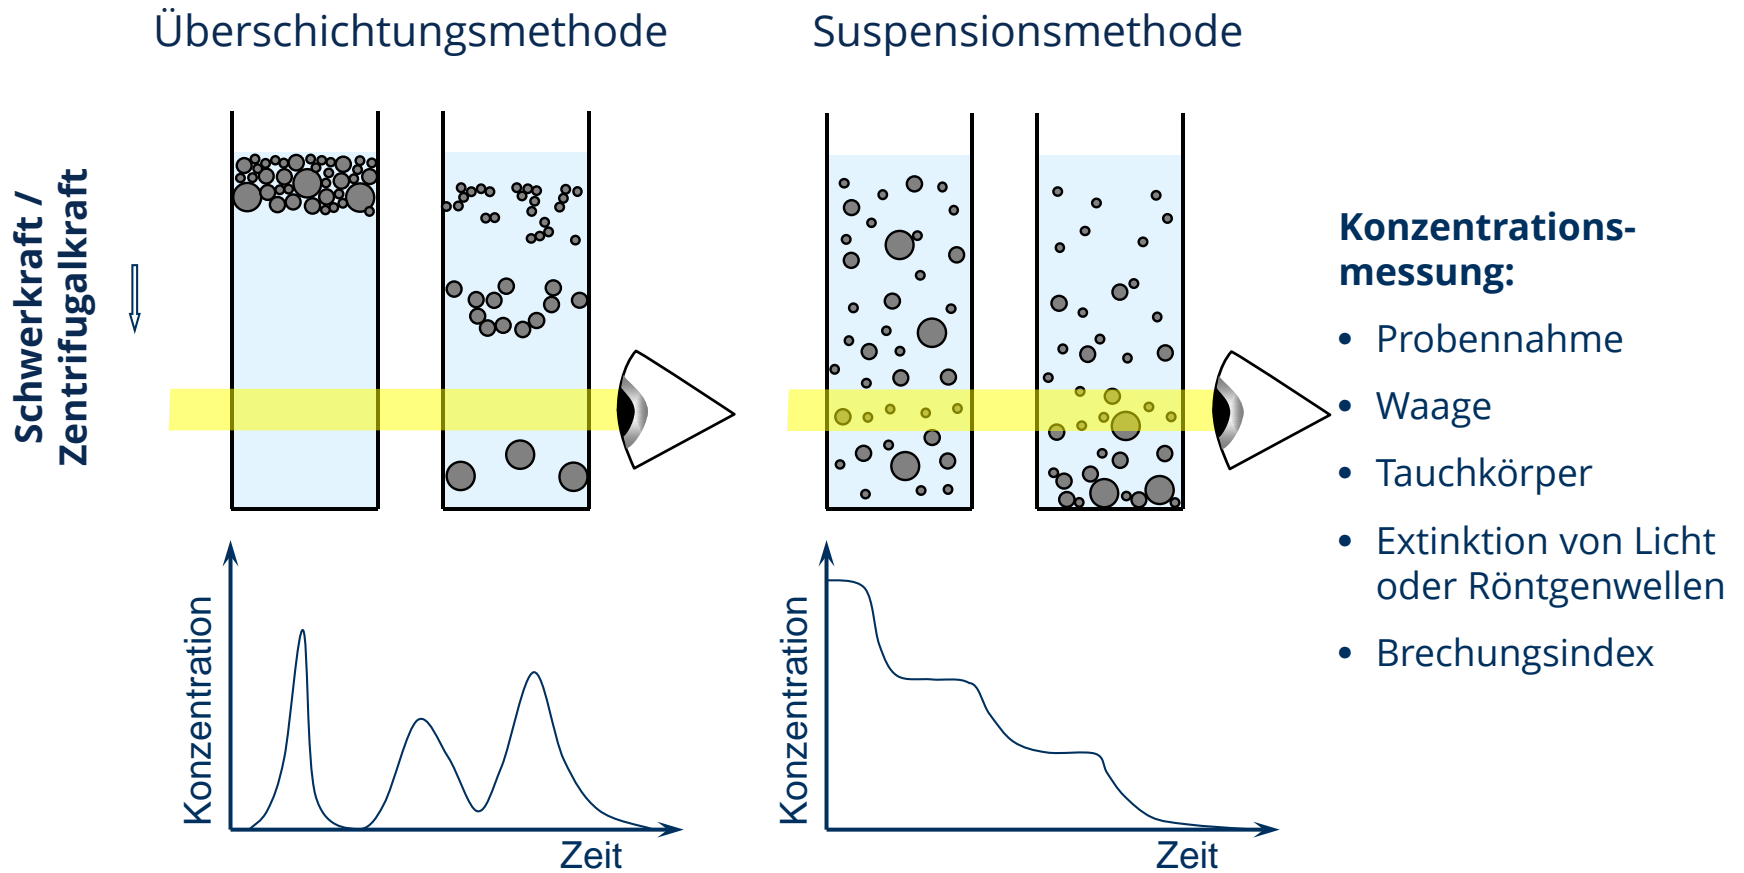 Überschichtungsmethode
Suspensionsmethode
Schwerkraft /
Zentrifugalkraft
Konzentrations-
messung:
• Probennahme
• Waage
• Tauchkörper
• Extinktion von Licht
oder Röntgenwellen
• Brechungsindex
Konzentration
Zeit
Konzentration
Zeit